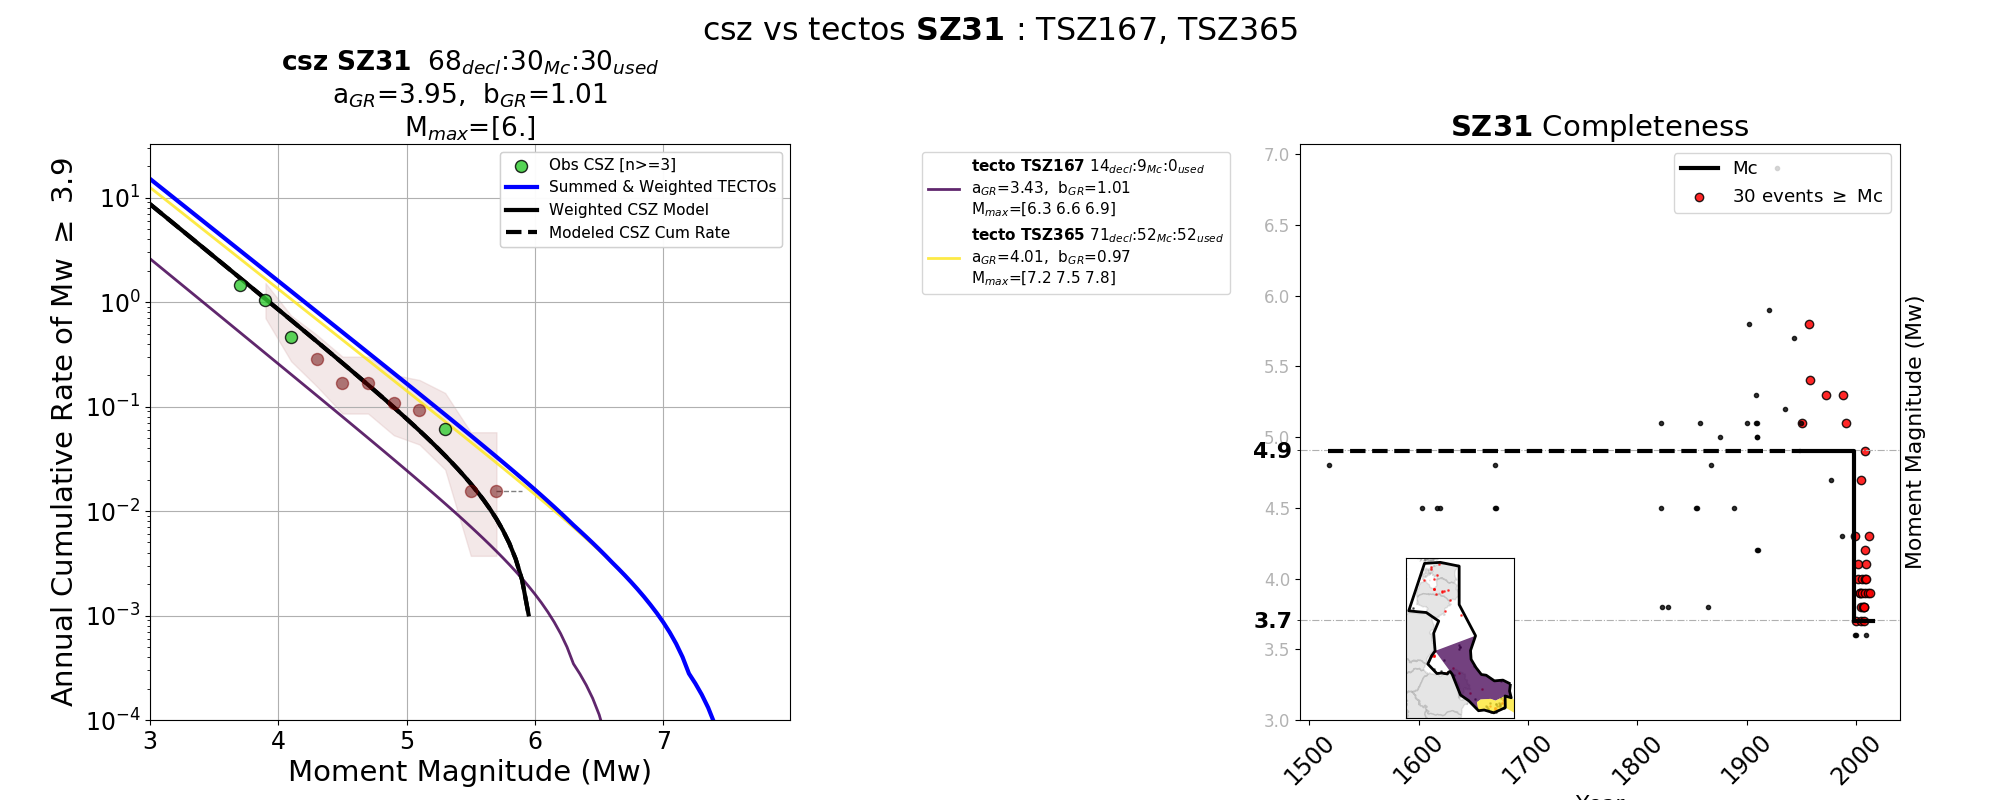 csz vs tectos SZ31 : TSZ167, TSZ365
csz SZ31 68decl:30Mc:30used
aGR=3.95, bGR=1.01
Mmax=[6.]
Annual Cumulative Rate of Mw ≥ 3.9
10^1
10^0
10^-1
10^-2
10^-3
10^-4
3 4 5 6 7
Moment Magnitude (Mw)
Obs CSZ [n>=3]
Summed & Weighted TECTOs
Weighted CSZ Model
Modeled CSZ Cum Rate
tecto TSZ167 14decl:9Mc:0used
aGR=3.43, bGR=1.01
Mmax=[6.3 6.6 6.9]
tecto TSZ365 71decl:52Mc:52used
aGR=4.01, bGR=0.97
Mmax=[7.2 7.5 7.8]
SZ31 Completeness
Mc
30 events ≥ Mc
7.0
6.5
6.0
5.5
5.0
4.9
4.5
4.0
3.7
3.5
3.0
1500 1600 1700 1800 1900 2000
Moment Magnitude (Mw)